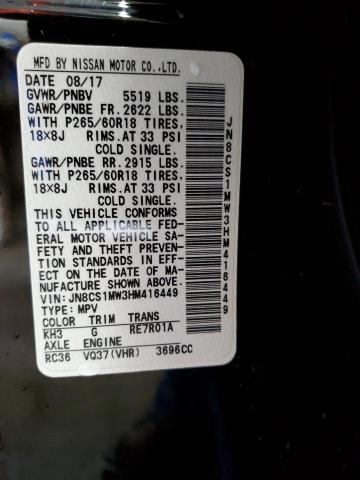 MFD BY NISSAN MOTOR CO.,LTD.
DATE 08/17
GVWR/PNBV 5519 LBS.
GAWR/PNBE FR. 2622 LBS.
WITH P265/60R18 TIRES.
18×8J RIMS.AT 33 PSI
COLD SINGLE.
GAWR/PNBE RR. 2915 LBS.
WITH P265/60R18 TIRES.
18×8J RIMS.AT 33 PSI
COLD SINGLE.
THIS VEHICLE CONFORMS
TO ALL APPLICABLE FED-
ERAL MOTOR VEHICLE SA-
FETY AND THEFT PREVEN-
TION STANDARDS IN EFF-
ECT ON THE DATE OF MA-
NUFACTURE SHOWN ABOVE.
VIN:JN8CS1MW3HM416449
TYPE:MPV
COLOR TRIM TRANS
KH3 G RE7R01A
AXLE ENGINE
RC36 VQ37(VHR) 3696CC
JN8CS1MW3HM416449